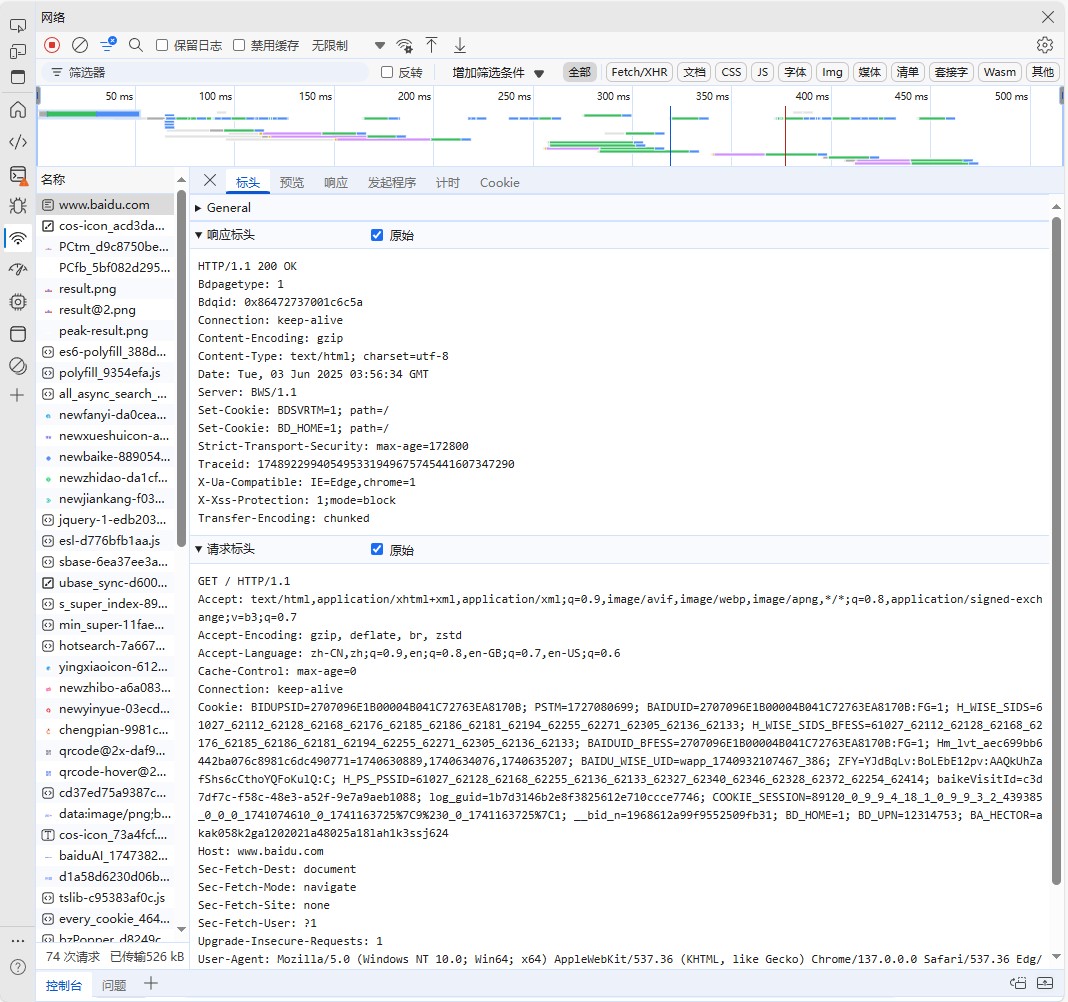 网络
保留日志 禁用缓存 无限制
筛选器 反转 增加筛选条件 全部 Fetch/XHR 文档 CSS JS 字体 Img 媒体 清单 套接字 Wasm 其他
50 ms 100 ms 150 ms 200 ms 250 ms 300 ms 350 ms 400 ms 450 ms 500 ms
名称
www.baidu.com
cos-icon_acd3da...
PCtm_d9c8750be...
PCfb_5bf082d295...
result.png
result@2.png
peak-result.png
es6-polyfill_388d...
polyfill_9354efa.js
all_async_search_...
newfanyi-da0cea...
newxueshuicon-a...
newbaike-889054...
newzhidao-da1cf...
newjiankang-f03...
jquery-1-edb203...
esl-d776bfb1aa.js
sbase-6ea37ee3a...
ubase_sync-d600...
s_super_index-89...
min_super-11fae...
hotsearch-7a667...
yingxiaoicon-612...
newzhibo-a6a083...
newyinyue-03ecd...
chengpian-9981c...
qrcode@2x-daf9...
qrcode-hover@2...
cd37ed75a9387c...
data:image/png;b...
cos-icon_73a4fcf....
baiduAI_1747382...
d1a58d6230d06b...
tslib-c95383af0c.js
every_cookie_464...
bzPopper_d8249c...
74 次请求 已传输526 kB
标头 预览 响应 发起程序 计时 Cookie
General
响应标头 原始
HTTP/1.1 200 OK
Bdpagetype: 1
Bdqid: 0x86472737001c6c5a
Connection: keep-alive
Content-Encoding: gzip
Content-Type: text/html; charset=utf-8
Date: Tue, 03 Jun 2025 03:56:34 GMT
Server: BWS/1.1
Set-Cookie: BDSVRTM=1; path=/
Set-Cookie: BD_HOME=1; path=/
Strict-Transport-Security: max-age=172800
Traceid: 1748922994054953319496757454416073472​90
X-Ua-Compatible: IE=Edge,chrome=1
X-Xss-Protection: 1;mode=block
Transfer-Encoding: chunked
请求标头 原始
GET / HTTP/1.1
Accept: text/html,application/xhtml+xml,application/xml;q=0.9,image/avif,image/webp,image/apng,*/*;q=0.8,application/signed-exch
ange;v=b3;q=0.7
Accept-Encoding: gzip, deflate, br, zstd
Accept-Language: zh-CN,zh;q=0.9,en;q=0.8,en-GB;q=0.7,en-US;q=0.6
Cache-Control: max-age=0
Connection: keep-alive
Cookie: BIDUPSID=2707096E1B00004B041C72763EA8170B; PSTM=1727080699; BAIDUID=2707096E1B00004B041C72763EA8170B:FG=1; H_WISE_SIDS=6
1027_62112_62128_62168_62176_62185_62186_62181_62194_62255_62271_62305_62136_62133; H_WISE_SIDS_BFESS=61027_62112_62128_62168_62
176_62185_62186_62181_62194_62255_62271_62305_62136_62133; BAIDUID_BFESS=2707096E1B00004B041C72763EA8170B:FG=1; Hm_lvt_aec699bb6
442ba076c8981c6dc490771=1740630889,1740634076,1740635207; BAIDU_WISE_UID=wapp_1740932107467_386; ZFY=YJdBqLv:BoLEbE12pv:AAQkUhZa
fShs6cCthoYQFoKulQ:C; H_PS_PSSID=61027_62128_62168_62255_62136_62133_62327_62340_62346_62328_62372_62254_62414; baikeVisitId=c3d
7df7c-f58c-48e3-a52f-9e7a9aeb1088; log_guid=1b7d3146b2e8f3825612e710ccce7746; COOKIE_SESSION=89120_0_9_9_4_18_1_0_9_9_3_2_439385
_0_0_0_1741074610_0_1741163725%7C9%230_0_1741163725%7C1; __bid_n=1968612a99f9552509fb31; BD_HOME=1; BD_UPN=12314753; BA_HECTOR=a
kak058k2ga1202021a48025a18lah1k3ssj624
Host: www.baidu.com
Sec-Fetch-Dest: document
Sec-Fetch-Mode: navigate
Sec-Fetch-Site: none
Sec-Fetch-User: ?1
Upgrade-Insecure-Requests: 1
User-Agent: Mozilla/5.0 (Windows NT 10.0; Win64; x64) AppleWebKit/537.36 (KHTML, like Gecko) Chrome/137.0.0.0 Safari/537.36 Edg/
控制台 问题